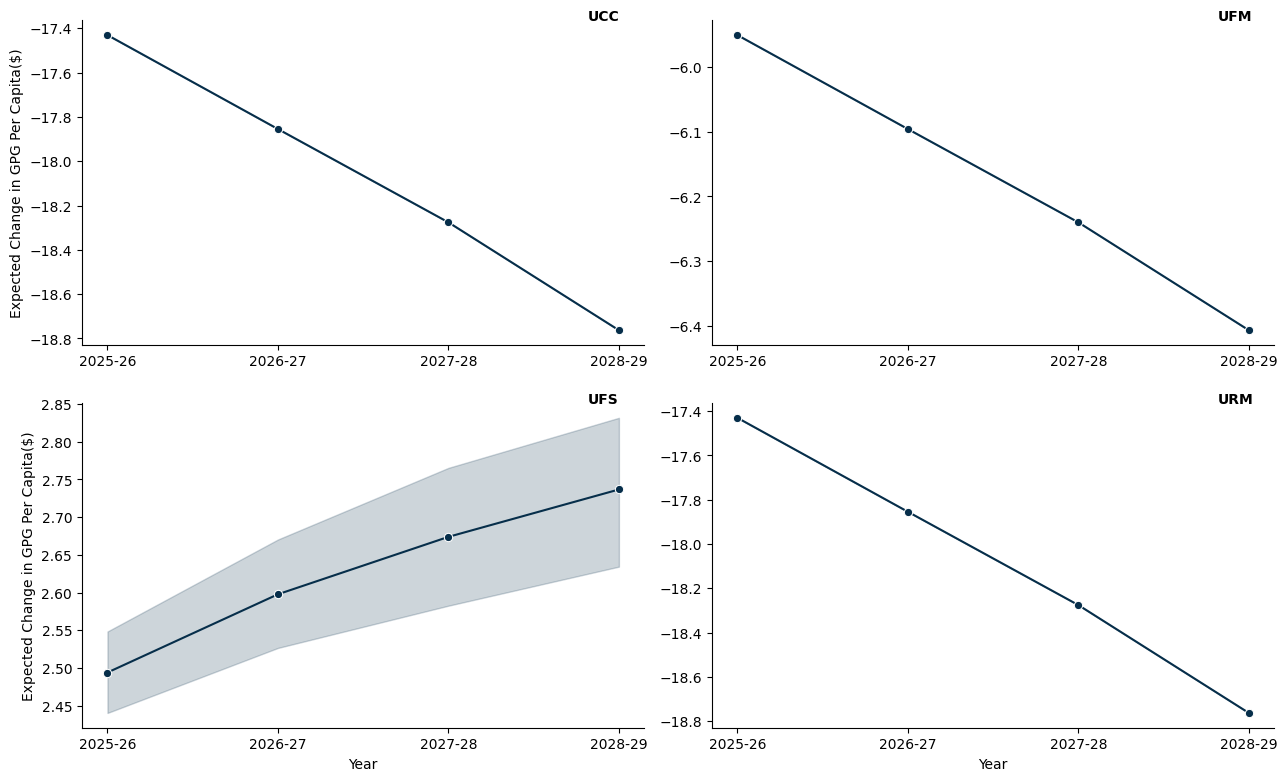 UCC
Expected Change in GPG Per Capita($)
−17.4
−17.6
−17.8
−18.0
−18.2
−18.4
−18.6
−18.8
2025-26 2026-27 2027-28 2028-29
UFM
−6.0
−6.1
−6.2
−6.3
−6.4
2025-26 2026-27 2027-28 2028-29
UFS
Expected Change in GPG Per Capita($)
2.85
2.80
2.75
2.70
2.65
2.60
2.55
2.50
2.45
2025-26 2026-27 2027-28 2028-29
Year
URM
−17.4
−17.6
−17.8
−18.0
−18.2
−18.4
−18.6
−18.8
2025-26 2026-27 2027-28 2028-29
Year